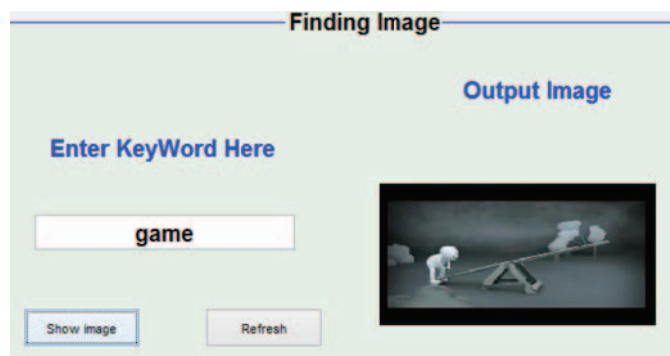 Finding Image
Output Image
Enter KeyWord Here
game
Show image
Refresh